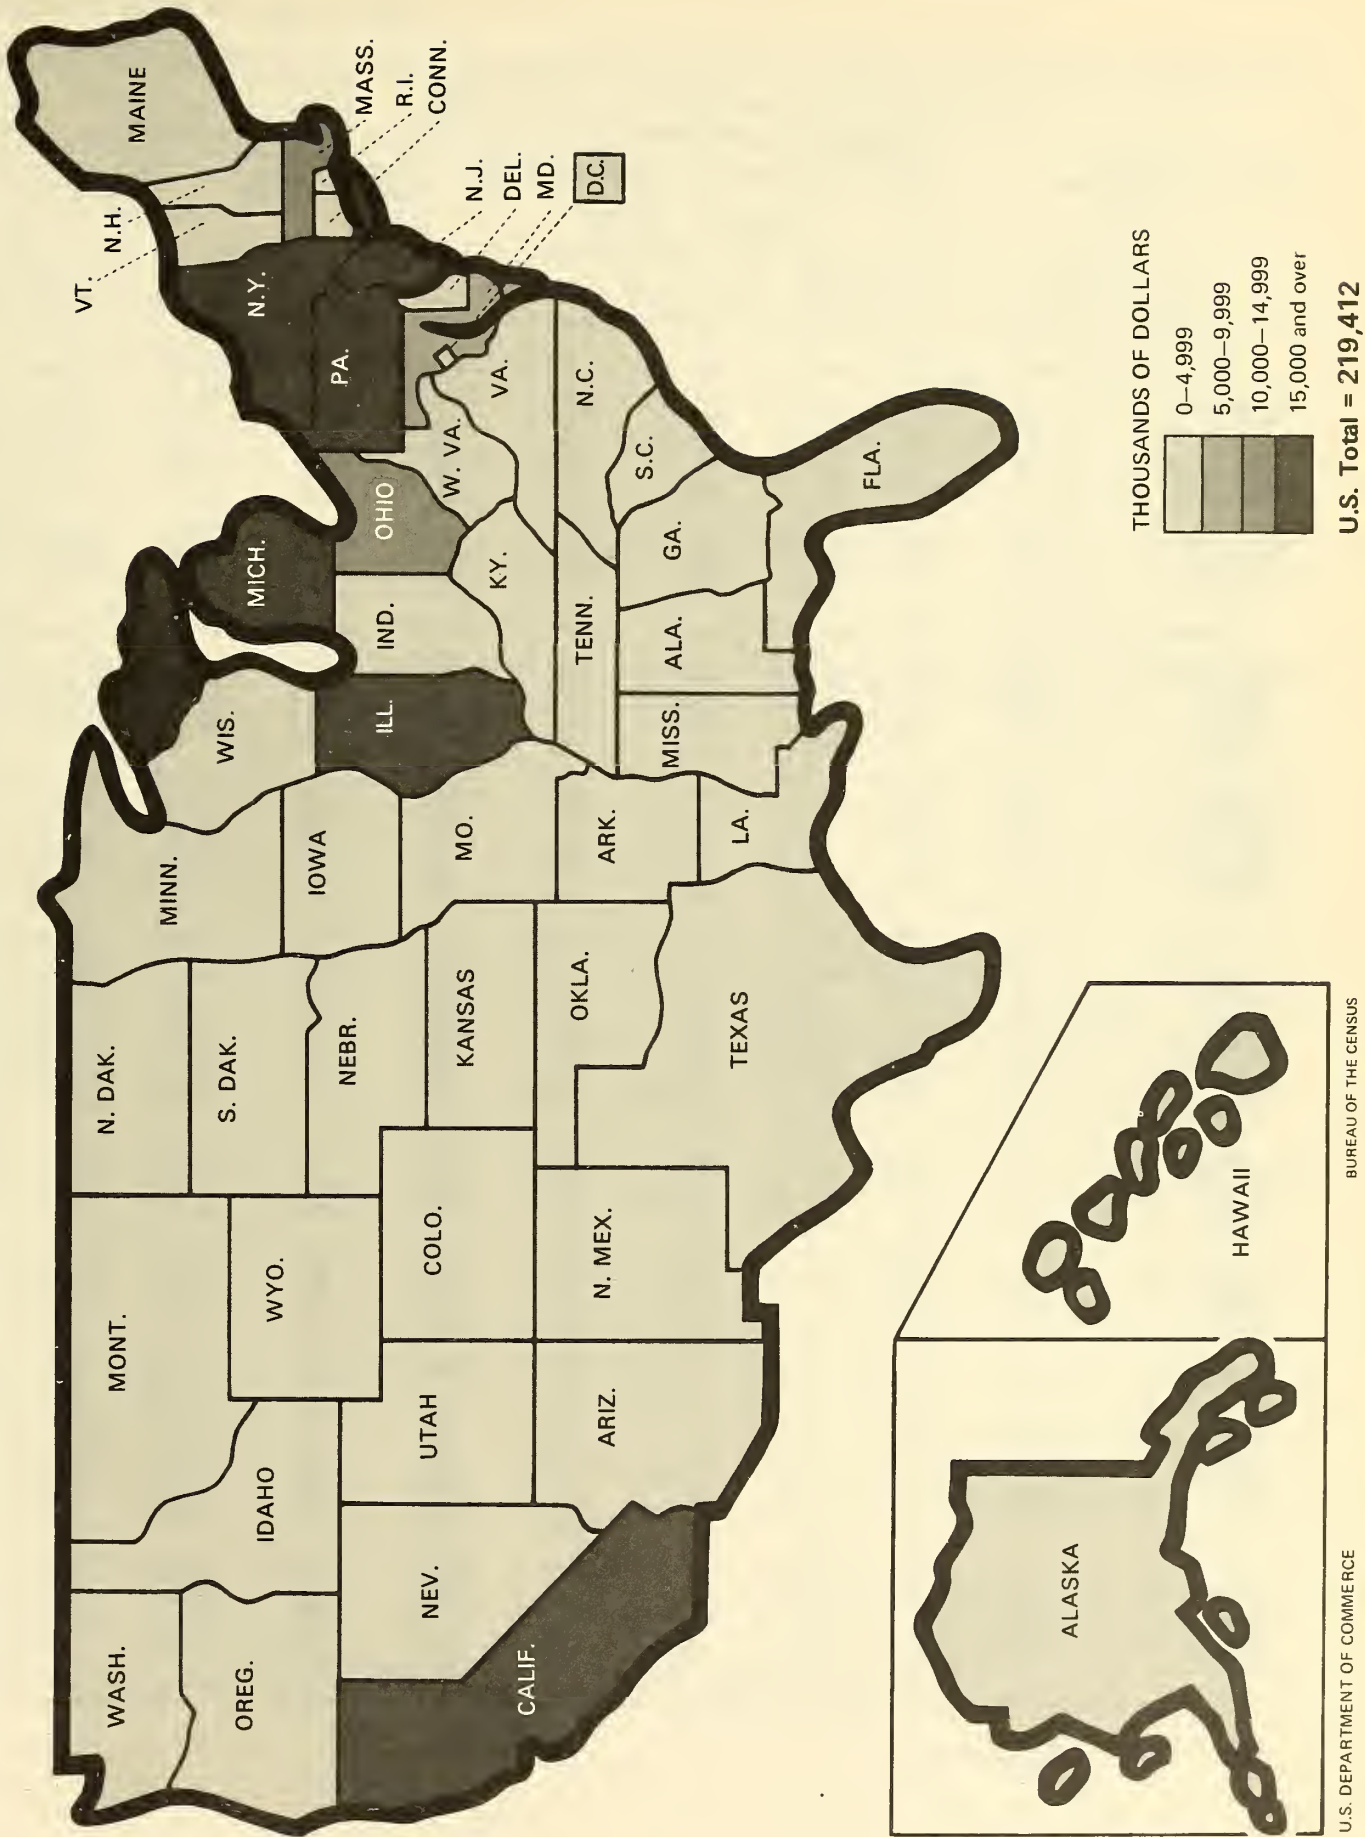 WASH.
OREG.
CALIF.
NEV.
IDAHO
MONT.
WYO.
UTAH
ARIZ.
COLO.
N. MEX.
N. DAK.
S. DAK.
NEBR.
KANSAS
OKLA.
TEXAS
MINN.
IOWA
MO.
ARK.
LA.
WIS.
ILL.
MISS.
MICH.
IND.
KY.
TENN.
ALA.
OHIO
W. VA.
GA.
FLA.
S.C.
N.C.
VA.
PA.
N.Y.
VT.
N.H.
MAINE
MASS.
R.I.
CONN.
N.J.
DEL.
MD.
D.C.
ALASKA
HAWAII
THOUSANDS OF DOLLARS
0–4,999
5,000–9,999
10,000–14,999
15,000 and over
U.S. Total = 219,412
U.S. DEPARTMENT OF COMMERCE
BUREAU OF THE CENSUS